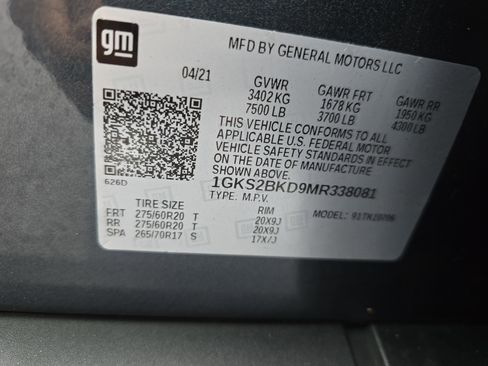 gm
MFD BY GENERAL MOTORS LLC
04/21 GVWR GAWR FRT GAWR RR
3402 KG 1678 KG 1950 KG
7500 LB 3700 LB 4300 LB
THIS VEHICLE CONFORMS TO ALL
APPLICABLE U.S. FEDERAL MOTOR
VEHICLE SAFETY STANDARDS IN EFFECT
ON THE DATE OF MANUFACTURE
SHOWN ABOVE.
626D 1GKS2BKD9MR338081
TYPE: M.P.V.
TIRE SIZE RIM MODEL:
FRT 275/60R20 T 20X9J
RR 275/60R20 T 20X9J
SPA 265/70R17 S 17X7J